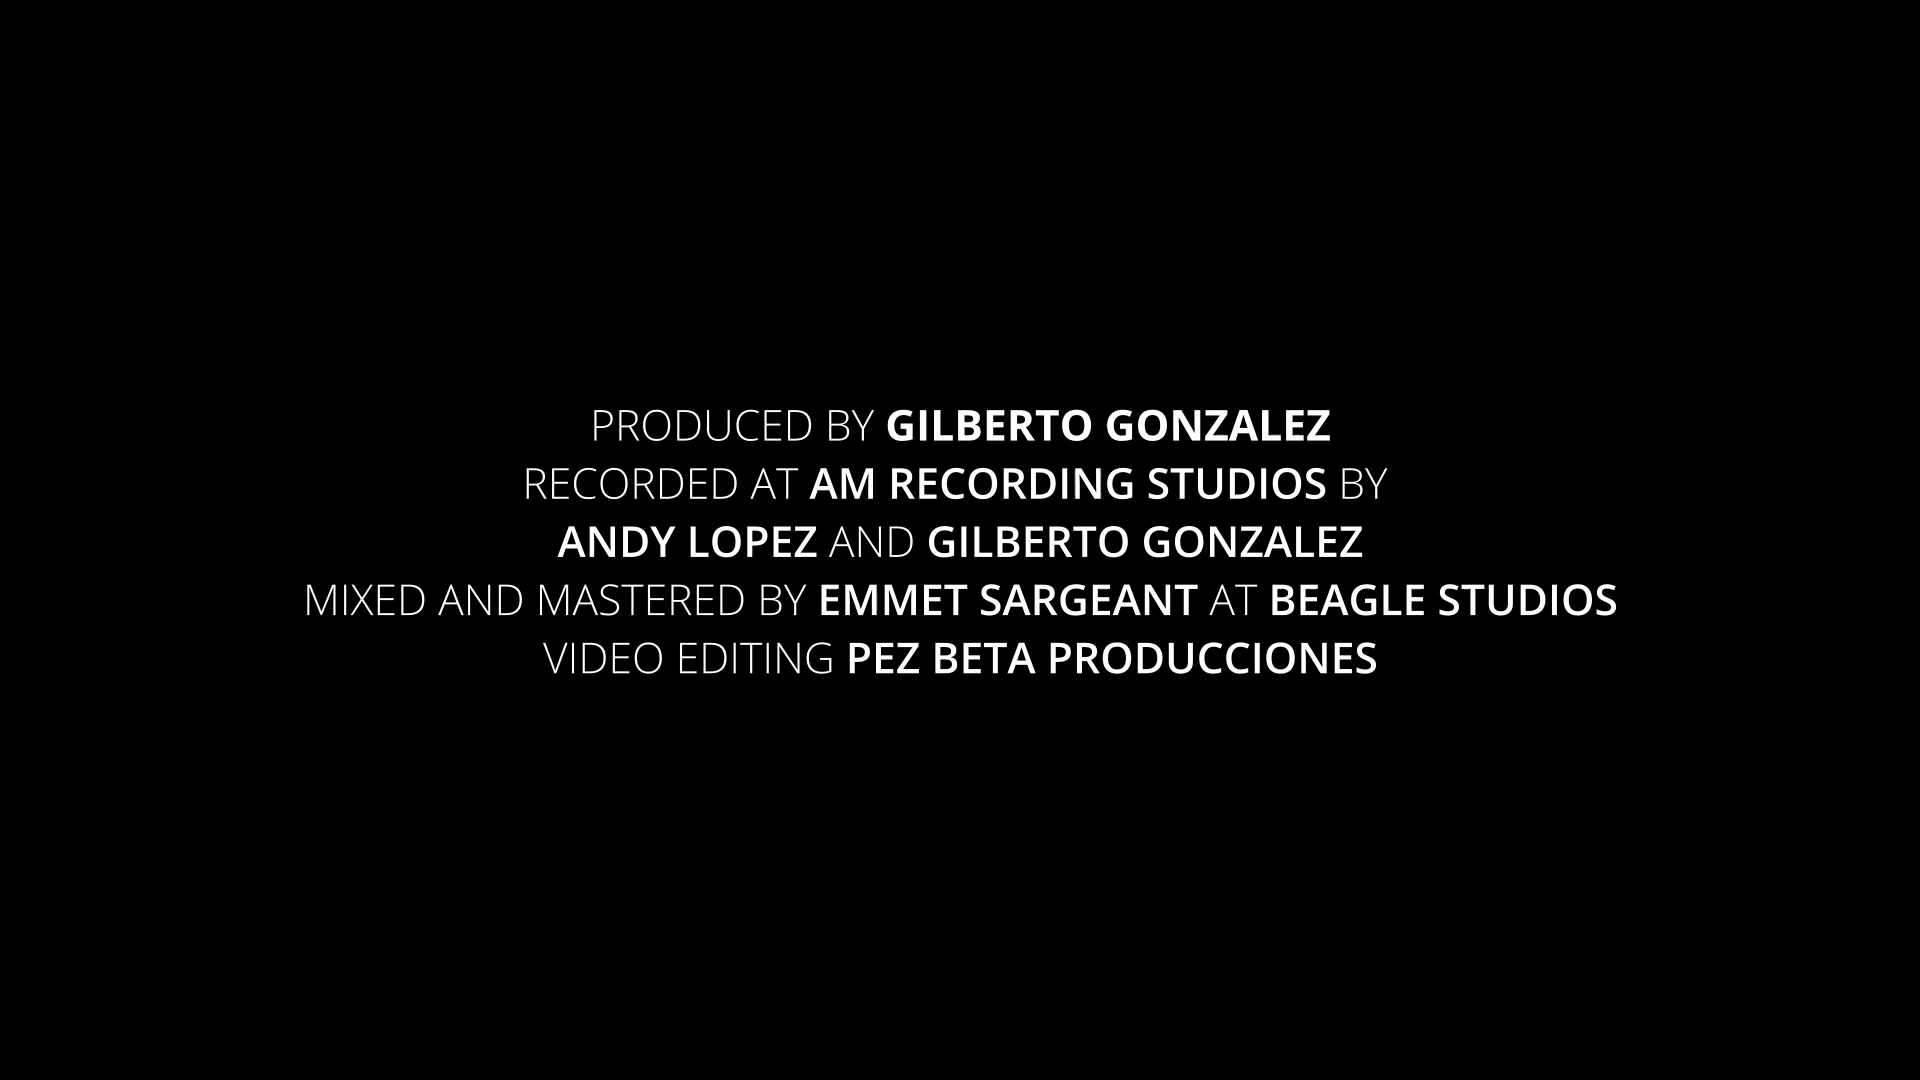 PRODUCED BY GILBERTO GONZALEZ
RECORDED AT AM RECORDING STUDIOS BY
ANDY LOPEZ AND GILBERTO GONZALEZ
MIXED AND MASTERED BY EMMET SARGEANT AT BEAGLE STUDIOS
VIDEO EDITING PEZ BETA PRODUCCIONES